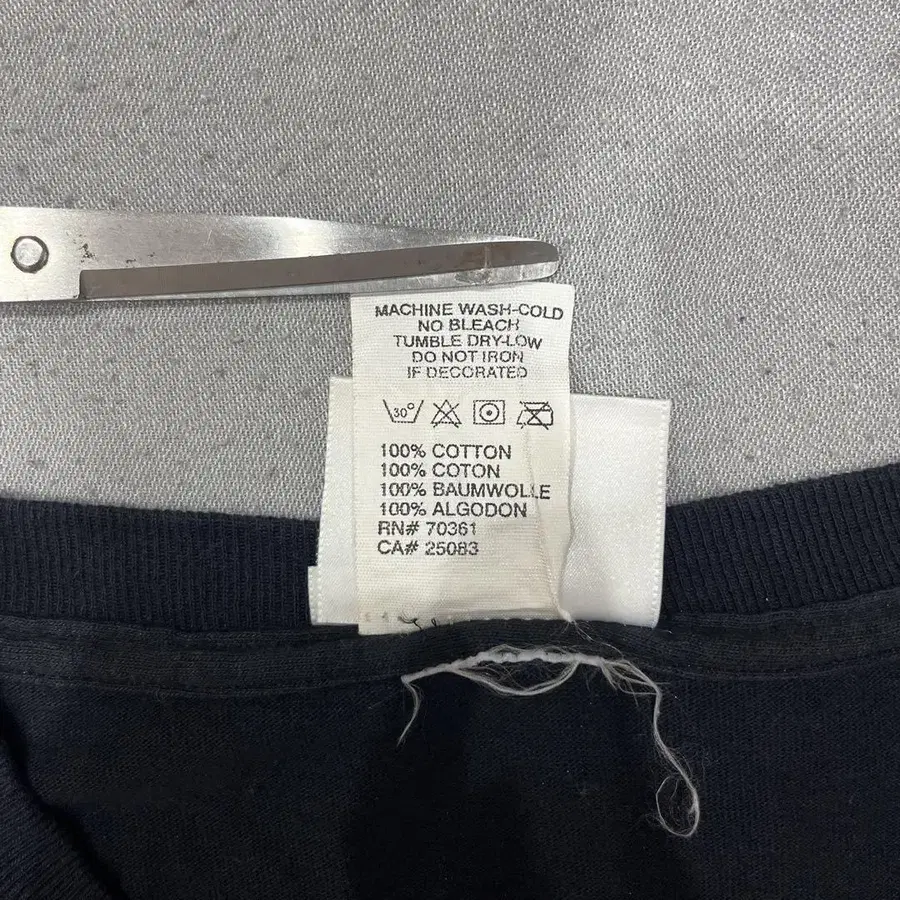 MACHINE WASH-COLD
NO BLEACH
TUMBLE DRY-LOW
DO NOT IRON
IF DECORATED
30°
100% COTTON
100% COTON
100% BAUMWOLLE
100% ALGODON
RN# 70361
CA# 25083